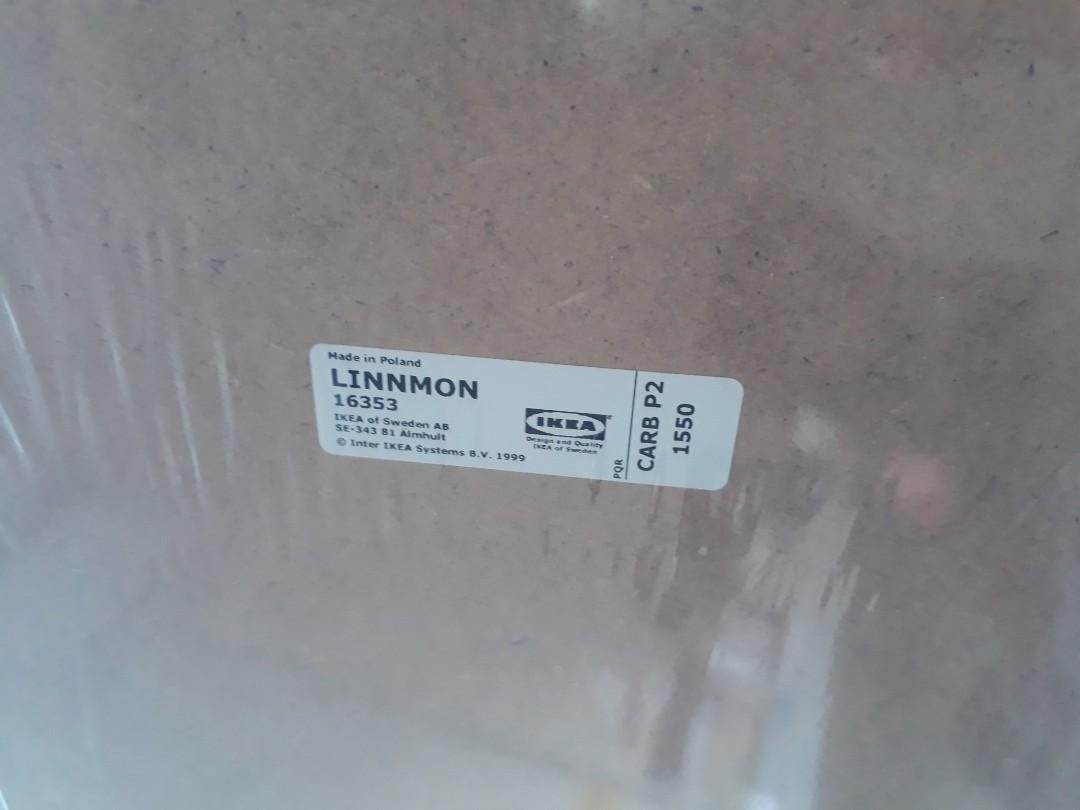 Made in Poland
LINNMON
16353
IKEA of Sweden AB
SE-343 81 Älmhult
© Inter IKEA Systems B.V. 1999
IKEA®
Design and Quality
IKEA of Sweden
PQR
CARB P2
1550